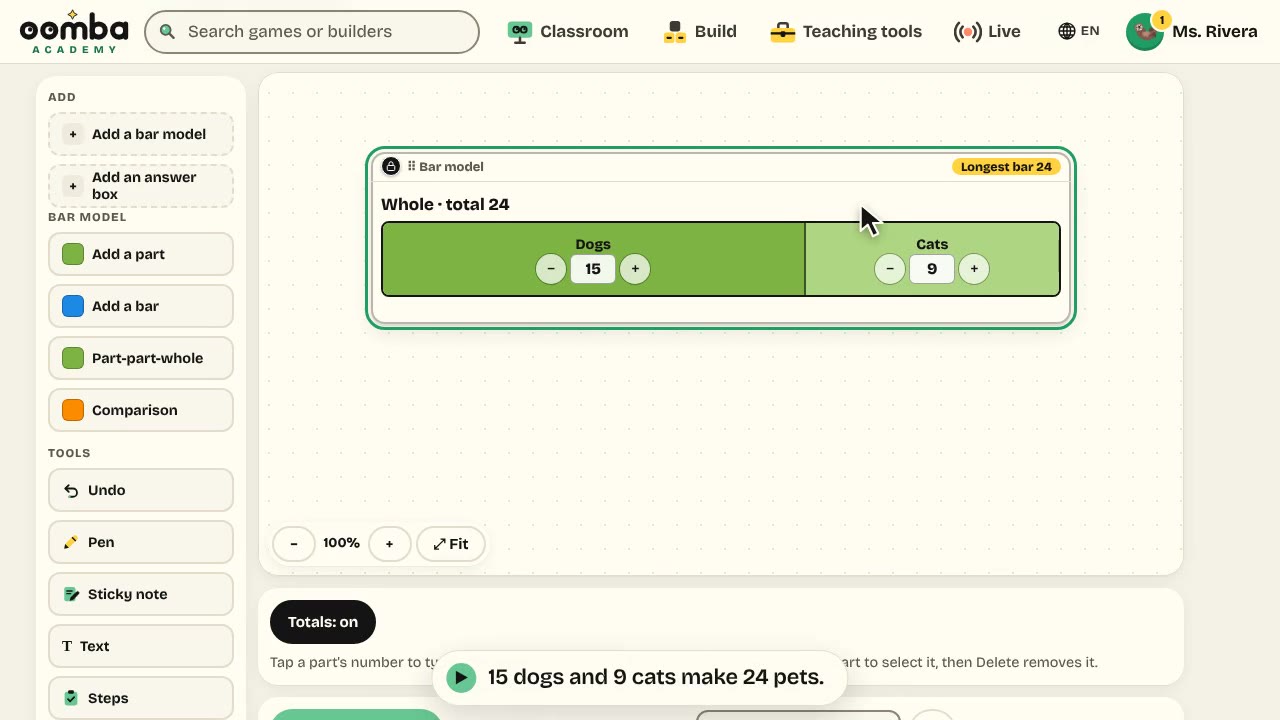 oomba
ACADEMY
Search games or builders
Classroom
Build
Teaching tools
Live
EN
1
Ms. Rivera
ADD
+ Add a bar model
+ Add an answer
box
BAR MODEL
Add a part
Add a bar
Part-part-whole
Comparison
TOOLS
Undo
Pen
Sticky note
T Text
Steps
Bar model
Longest bar 24
Whole · total 24
Dogs
− 15 +
Cats
− 9 +
− 100% + Fit
Totals: on
Tap a part's number to
to select it, then Delete removes it.
15 dogs and 9 cats make 24 pets.